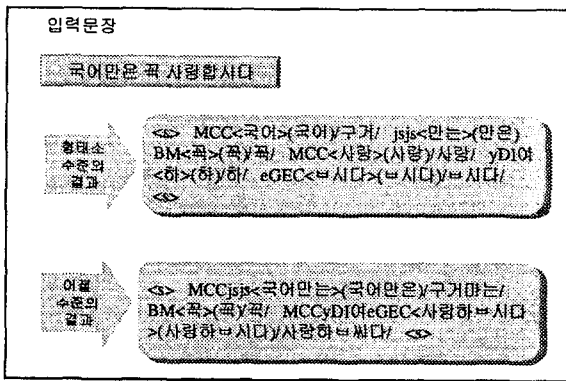 입력문장
국어만은 꼭 사랑합시다
형태소
수준의
결과
<s> MCC<국어>(국어)/구거/ jsjs<만는>(만은)
BM<꼭>(꼭)/꼭/ MCC<사랑>(사랑)/사랑/ yDI여
<하>(하)/하/ eGEC<ㅂ시다>(ㅂ시다)/ㅂ시다/
<s>
어절
수준의
결과
<s> MCCjsjs<국어만는>(국어만은)/구거마는/
BM<꼭>(꼭)/꼭/ MCCyDI여eGEC<사랑하ㅂ시다
>(사랑하ㅂ시다)/사랑하ㅂ씨다/ <s>